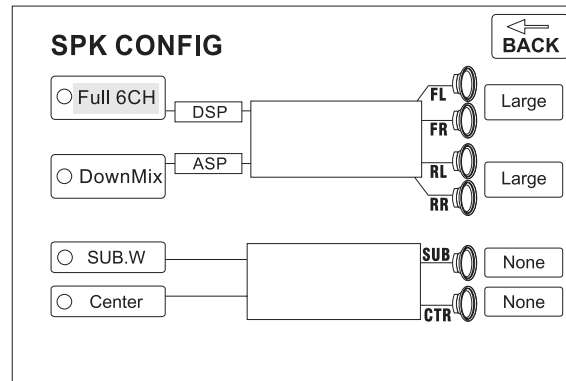 SPK CONFIG
BACK
Full 6CH
DSP
FL
Large
FR
DownMix
ASP
RL
Large
RR
SUB.W
SUB
None
Center
CTR
None